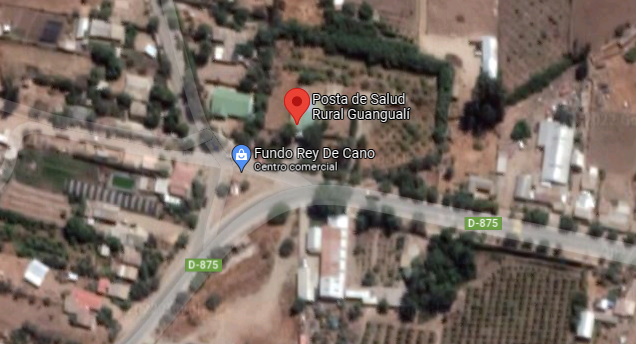 Posta de Salud
Rural Guangualí
Fundo Rey De Cano
Centro comercial
D-875
D-875